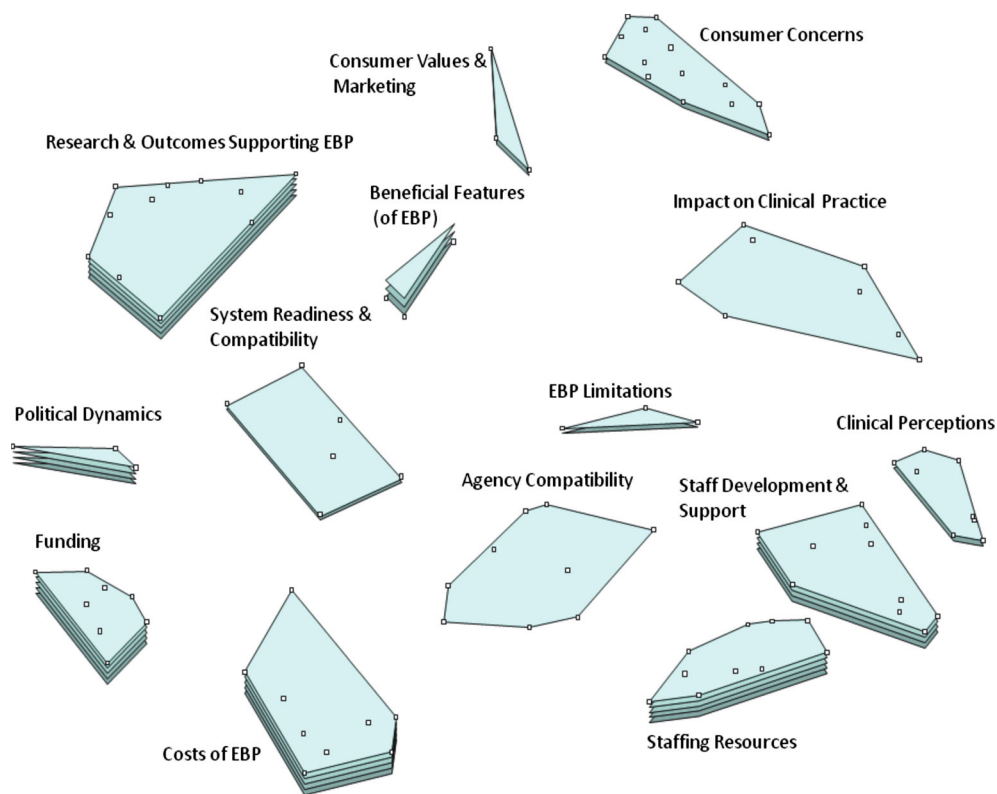 Consumer Concerns
Consumer Values &
Marketing
Research & Outcomes Supporting EBP
Beneficial Features
(of EBP)
Impact on Clinical Practice
System Readiness &
Compatibility
EBP Limitations
Political Dynamics
Clinical Perceptions
Agency Compatibility
Staff Development &
Support
Funding
Costs of EBP
Staffing Resources